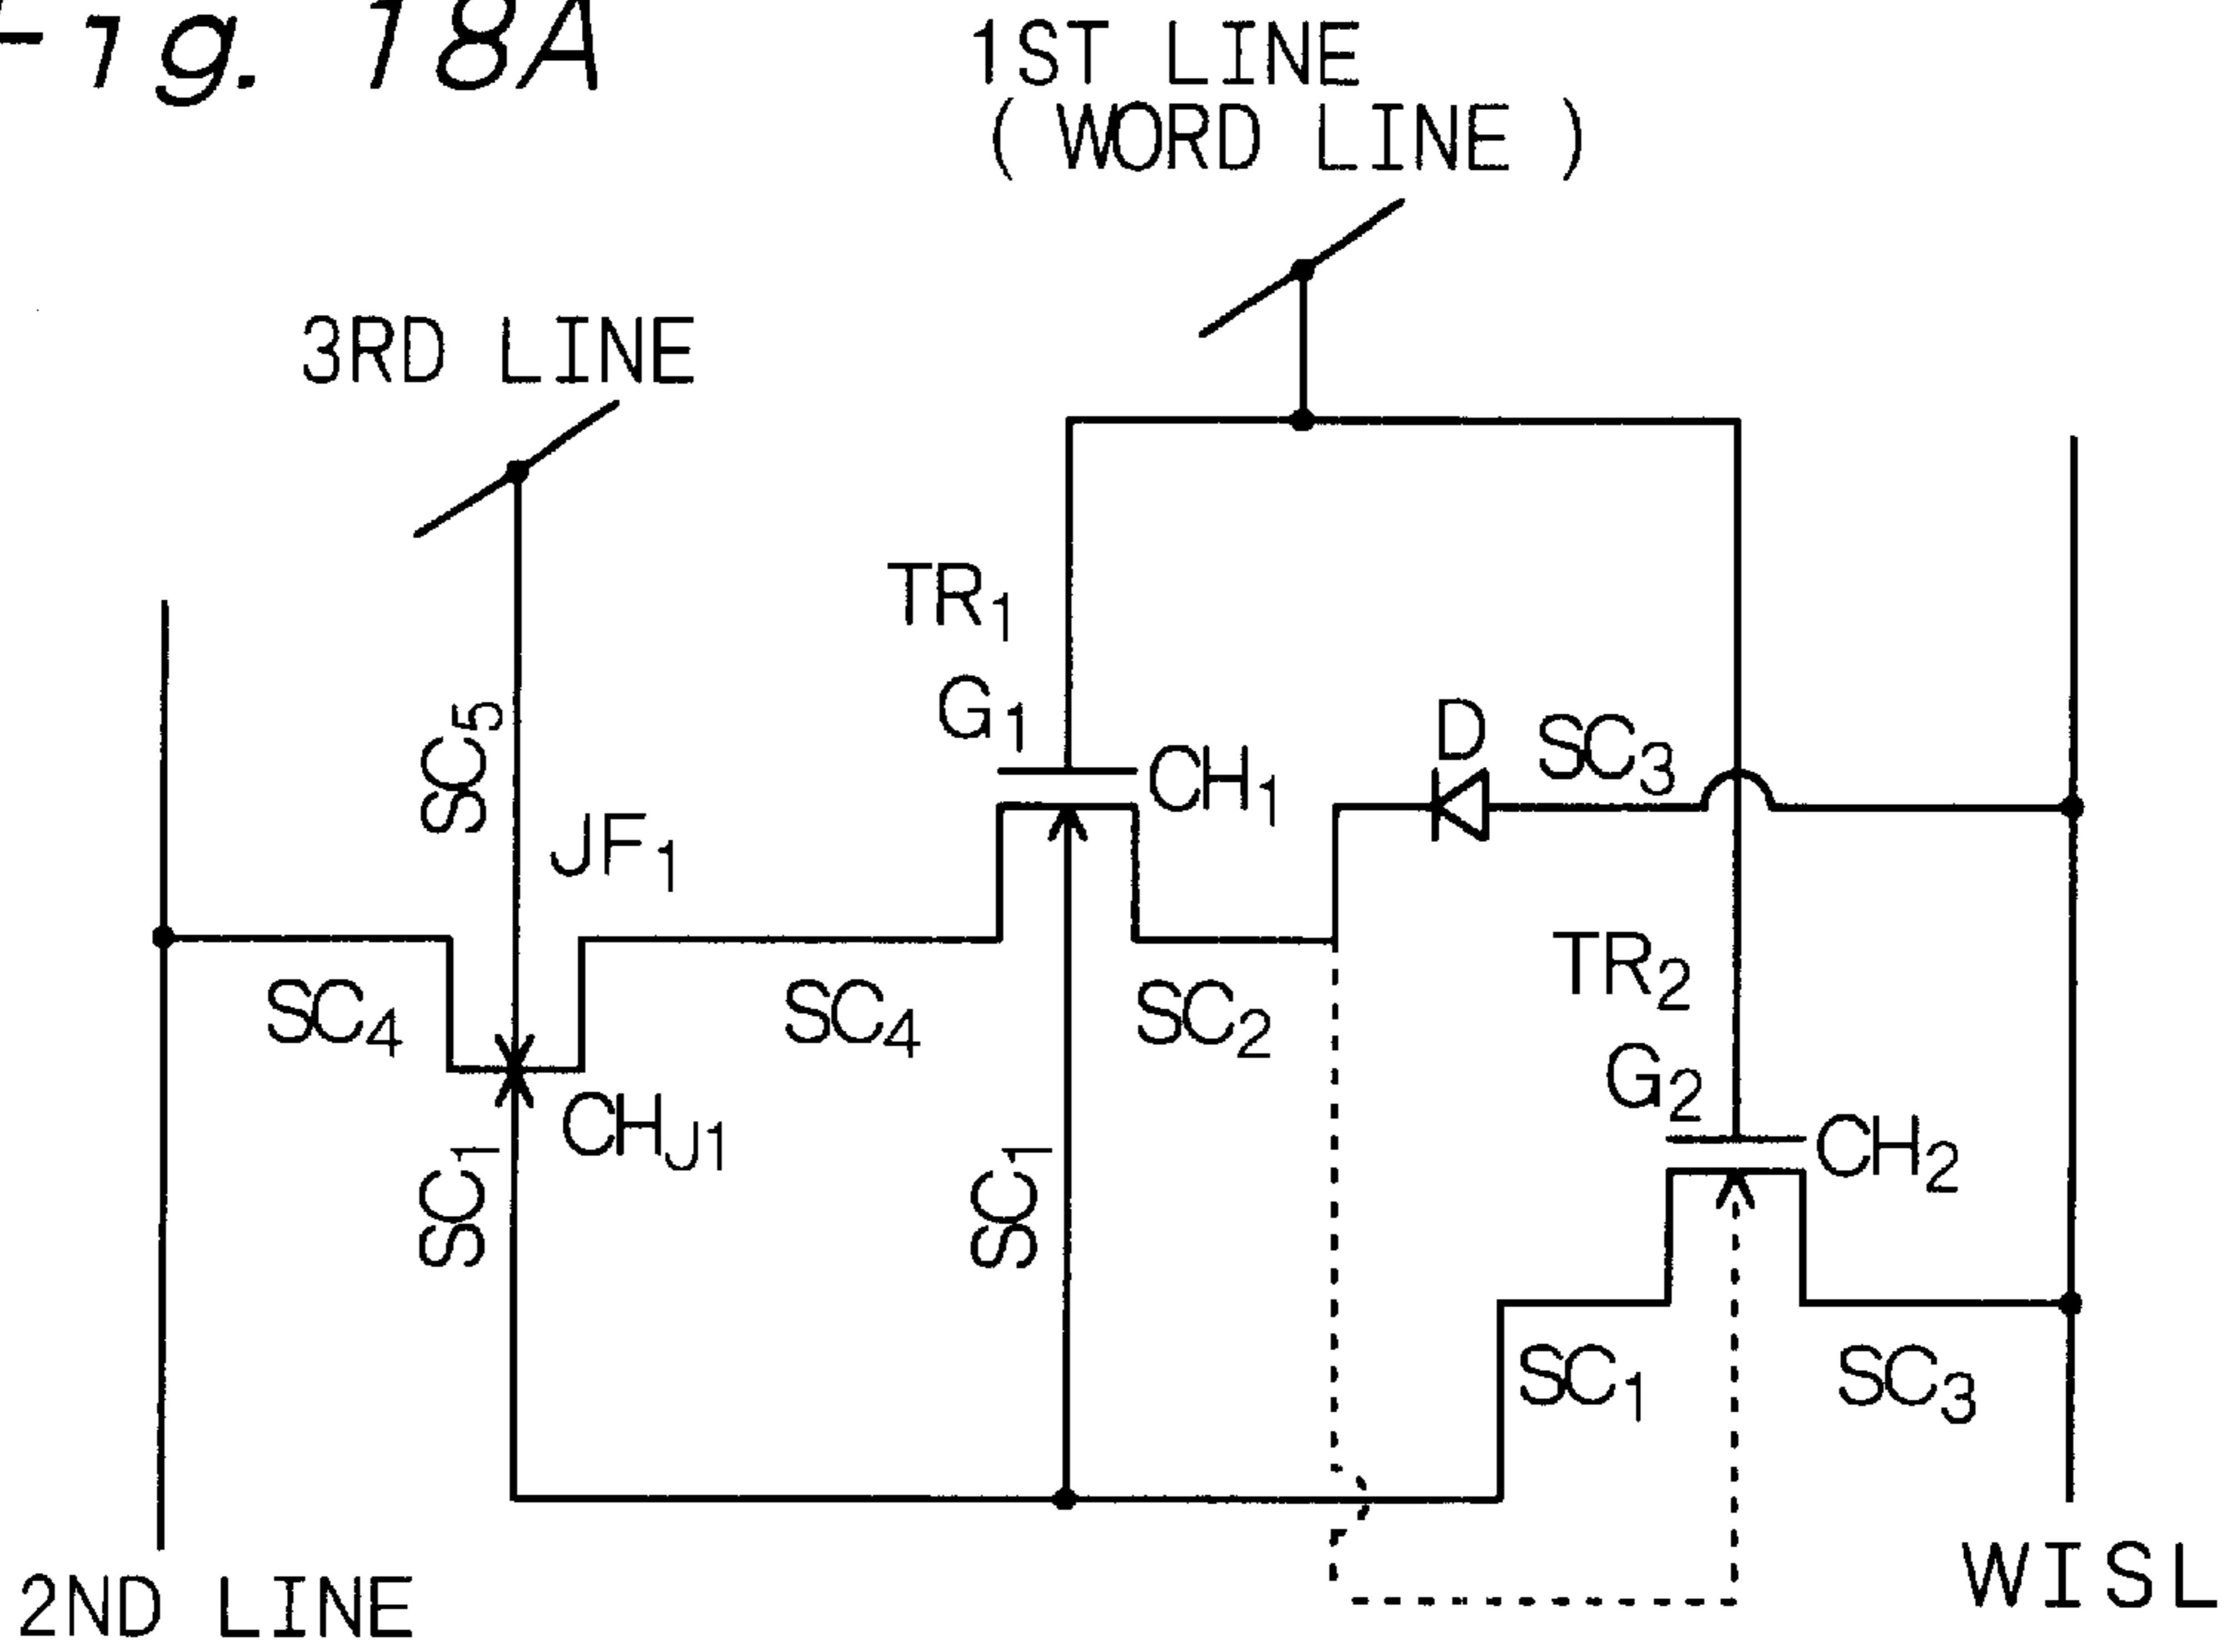 Fig. 18A
1ST LINE
( WORD LINE )
3RD LINE
TR1
G1
CH1
D
SC3
SC5
JF1
SC4
SC4
SC2
TR2
G2
CH2
CHJ1
SC1
SC1
SC1
SC3
2ND LINE
WISL